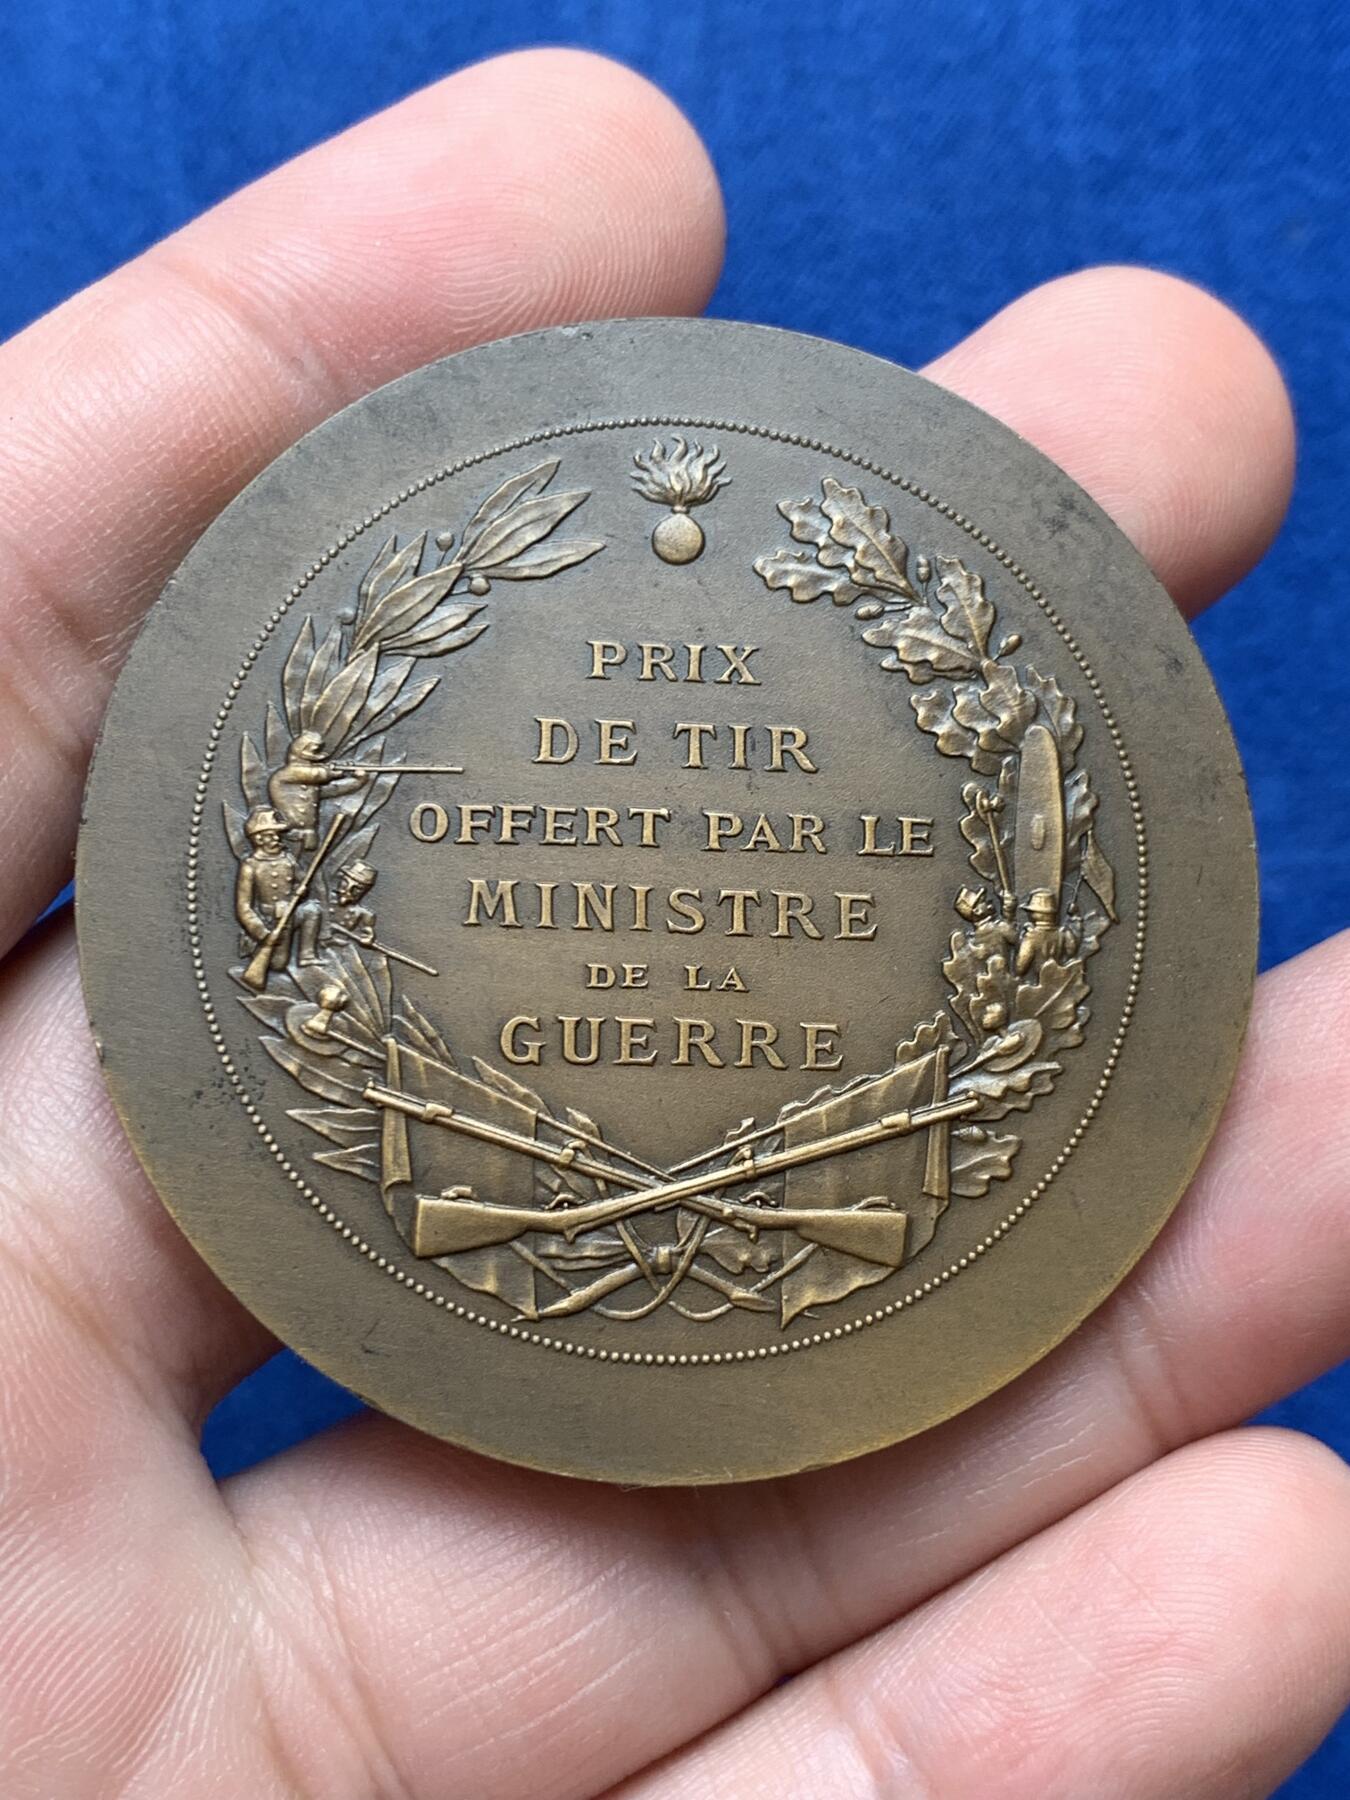 PRIX
DE TIR
OFFERT PAR LE
MINISTRE
DE LA
GUERRE